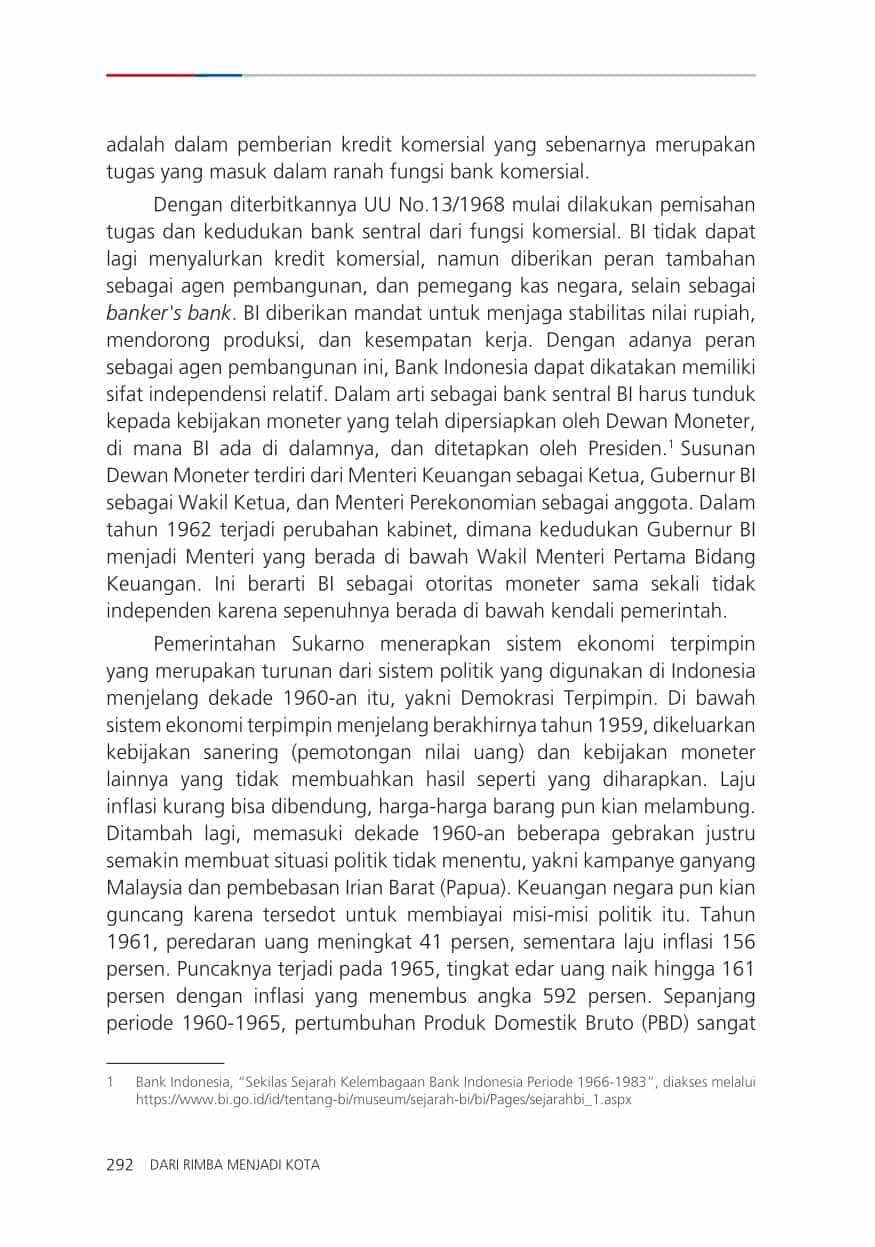 adalah dalam pemberian kredit komersial yang sebenarnya merupakan
tugas yang masuk dalam ranah fungsi bank komersial.
Dengan diterbitkannya UU No.13/1968 mulai dilakukan pemisahan
tugas dan kedudukan bank sentral dari fungsi komersial. BI tidak dapat
lagi menyalurkan kredit komersial, namun diberikan peran tambahan
sebagai agen pembangunan, dan pemegang kas negara, selain sebagai
banker's bank. BI diberikan mandat untuk menjaga stabilitas nilai rupiah,
mendorong produksi, dan kesempatan kerja. Dengan adanya peran
sebagai agen pembangunan ini, Bank Indonesia dapat dikatakan memiliki
sifat independensi relatif. Dalam arti sebagai bank sentral BI harus tunduk
kepada kebijakan moneter yang telah dipersiapkan oleh Dewan Moneter,
di mana BI ada di dalamnya, dan ditetapkan oleh Presiden.¹ Susunan
Dewan Moneter terdiri dari Menteri Keuangan sebagai Ketua, Gubernur BI
sebagai Wakil Ketua, dan Menteri Perekonomian sebagai anggota. Dalam
tahun 1962 terjadi perubahan kabinet, dimana kedudukan Gubernur BI
menjadi Menteri yang berada di bawah Wakil Menteri Pertama Bidang
Keuangan. Ini berarti BI sebagai otoritas moneter sama sekali tidak
independen karena sepenuhnya berada di bawah kendali pemerintah.
Pemerintahan Sukarno menerapkan sistem ekonomi terpimpin
yang merupakan turunan dari sistem politik yang digunakan di Indonesia
menjelang dekade 1960-an itu, yakni Demokrasi Terpimpin. Di bawah
sistem ekonomi terpimpin menjelang berakhirnya tahun 1959, dikeluarkan
kebijakan sanering (pemotongan nilai uang) dan kebijakan moneter
lainnya yang tidak membuahkan hasil seperti yang diharapkan. Laju
inflasi kurang bisa dibendung, harga-harga barang pun kian melambung.
Ditambah lagi, memasuki dekade 1960-an beberapa gebrakan justru
semakin membuat situasi politik tidak menentu, yakni kampanye ganyang
Malaysia dan pembebasan Irian Barat (Papua). Keuangan negara pun kian
guncang karena tersedot untuk membiayai misi-misi politik itu. Tahun
1961, peredaran uang meningkat 41 persen, sementara laju inflasi 156
persen. Puncaknya terjadi pada 1965, tingkat edar uang naik hingga 161
persen dengan inflasi yang menembus angka 592 persen. Sepanjang
periode 1960-1965, pertumbuhan Produk Domestik Bruto (PBD) sangat
1 Bank Indonesia, “Sekilas Sejarah Kelembagaan Bank Indonesia Periode 1966-1983”, diakses melalui
https://www.bi.go.id/id/tentang-bi/museum/sejarah-bi/bi/Pages/sejarahbi_1.aspx
292 DARI RIMBA MENJADI KOTA